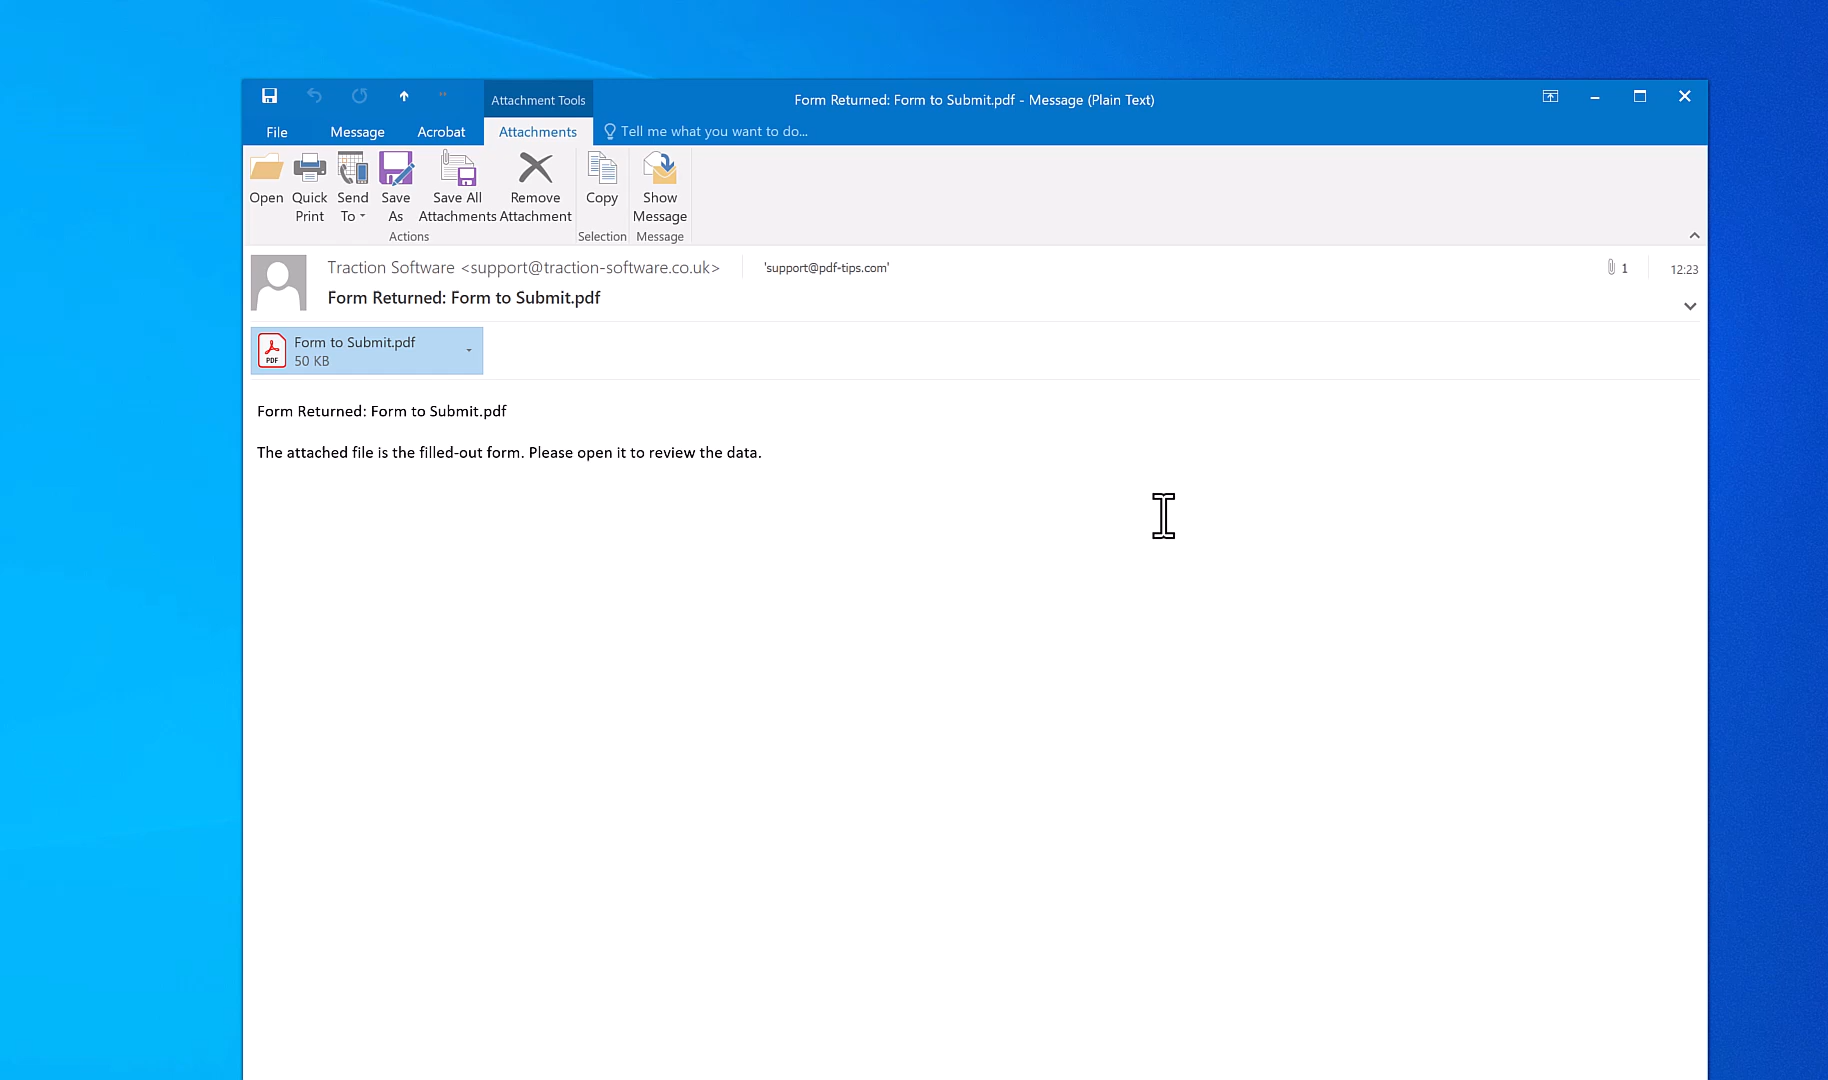 Attachment Tools
Form Returned: Form to Submit.pdf - Message (Plain Text)
File Message Acrobat Attachments Tell me what you want to do...
Open Quick Print Send To Save As Save All Attachments Remove Attachment Copy Show Message
Actions Selection Message
Traction Software <support@traction-software.co.uk> 'support@pdf-tips.com' 1 12:23
Form Returned: Form to Submit.pdf
PDF
Form to Submit.pdf
50 KB
Form Returned: Form to Submit.pdf
The attached file is the filled-out form. Please open it to review the data.